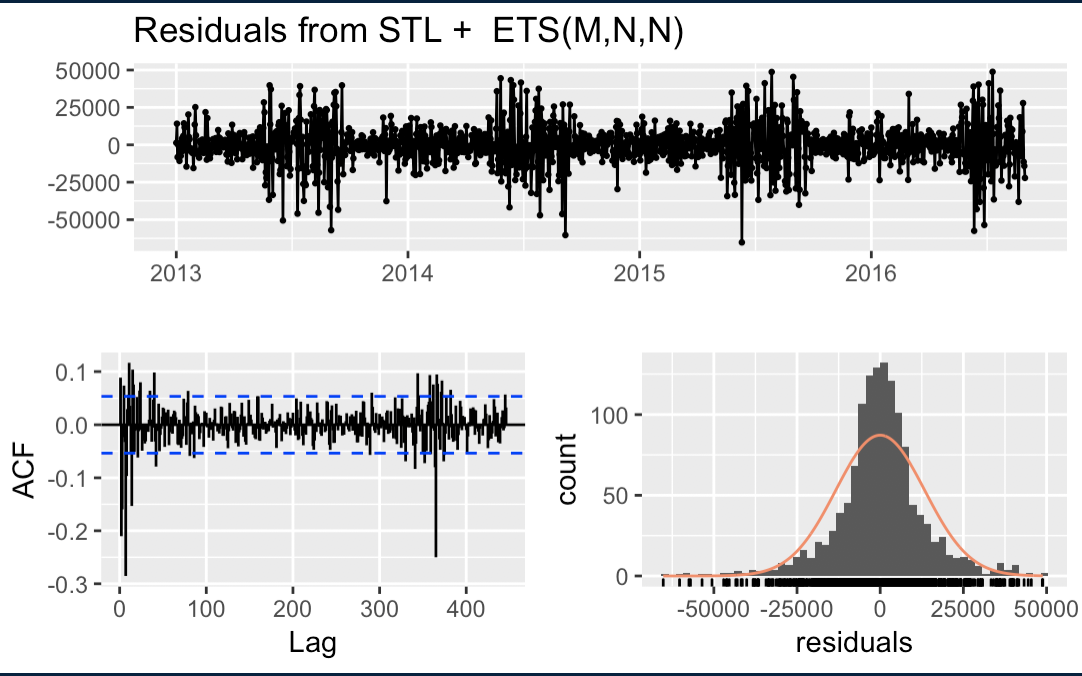 Residuals from STL + ETS(M,N,N)
50000
25000
0
-25000
-50000
2013 2014 2015 2016
ACF
0.1
0.0
-0.1
-0.2
-0.3
0 100 200 300 400
Lag
count
100
50
0
-50000 -25000 0 25000 50000
residuals